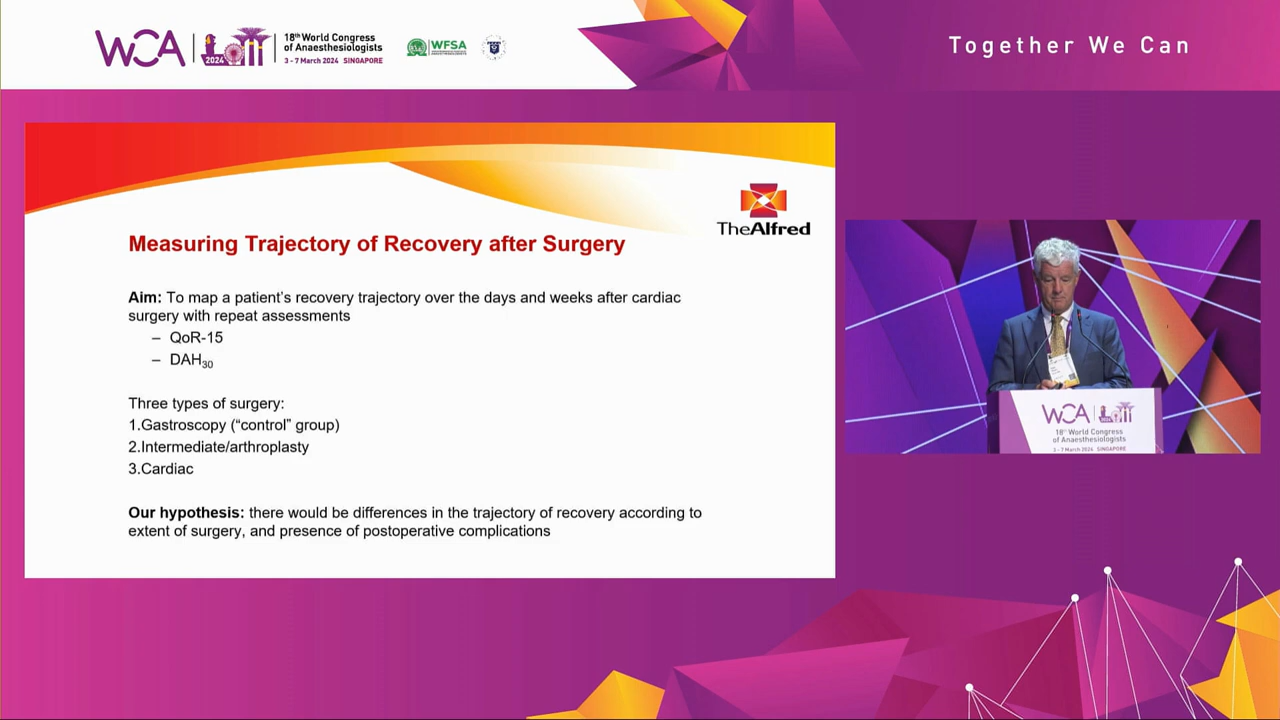 WCA
2024
18th World Congress
of Anaesthesiologists
3 - 7 March 2024 SINGAPORE
WFSA
Together We Can
TheAlfred
Measuring Trajectory of Recovery after Surgery
Aim: To map a patient's recovery trajectory over the days and weeks after cardiac
surgery with repeat assessments
– QoR-15
– DAH30
Three types of surgery:
1.Gastroscopy ("control" group)
2.Intermediate/arthroplasty
3.Cardiac
Our hypothesis: there would be differences in the trajectory of recovery according to
extent of surgery, and presence of postoperative complications
WCA
18th World Congress
of Anaesthesiologists
3 - 7 March 2024 SINGAPORE